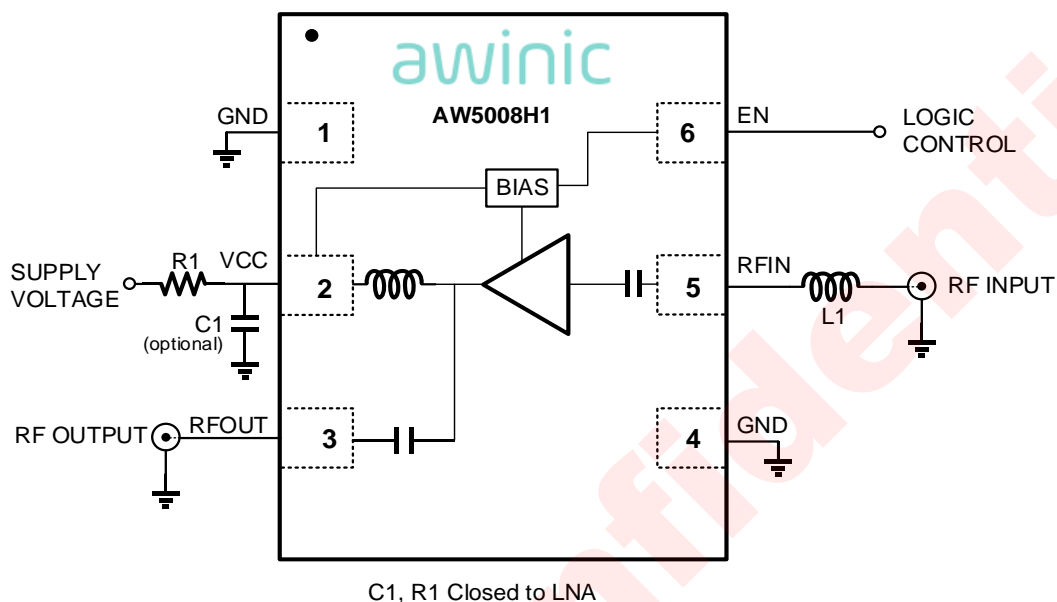 awinic
AW5008H1
GND
1
6
EN
LOGIC
CONTROL
BIAS
SUPPLY
VOLTAGE
R1
VCC
2
5
RFIN
RF INPUT
L1
C1
(optional)
RF OUTPUT
RFOUT
3
4
GND
C1, R1 Closed to LNA